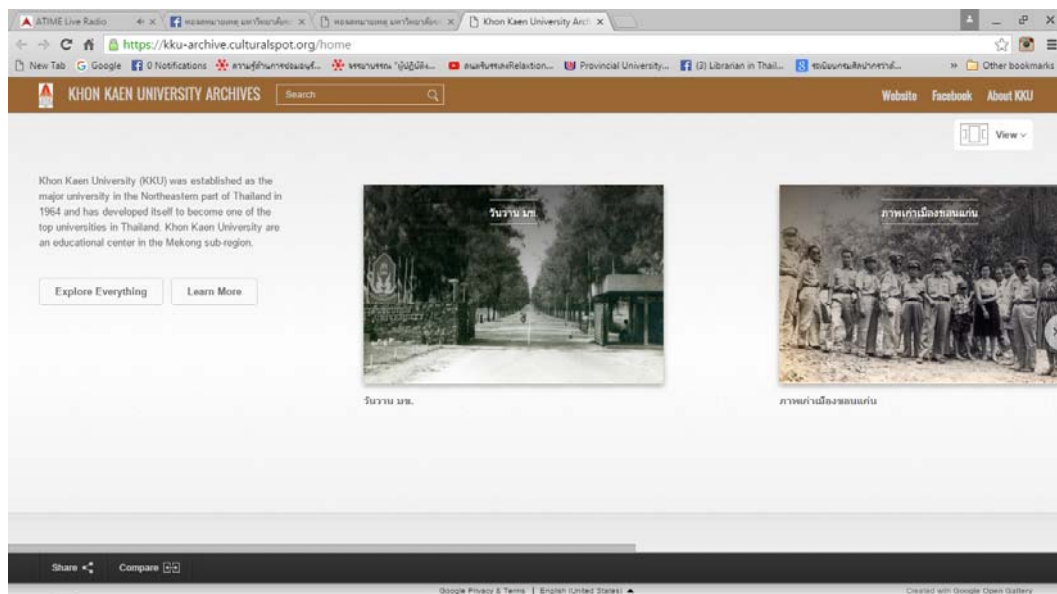 ATIME Live Radio
Khon Kaen University Arch
https://kku-archive.culturalspot.org/home
New Tab
Google
0 Notifications
Provincial University...
(3) Librarian in Thail...
Other bookmarks
KHON KAEN UNIVERSITY ARCHIVES
Search
Website
Facebook
About KKU
View
Khon Kaen University (KKU) was established as the
major university in the Northeastern part of Thailand in
1964 and has developed itself to become one of the
top universities in Thailand. Khon Kaen University are
an educational center in the Mekong sub-region.
Explore Everything
Learn More
วันวาน มข.
ภาพเก่าเมืองขอนแก่น
วันวาน มข.
ภาพเก่าเมืองขอนแก่น
Share
Compare
Google Privacy & Terms | English (United States)
Created with Google Open Gallery